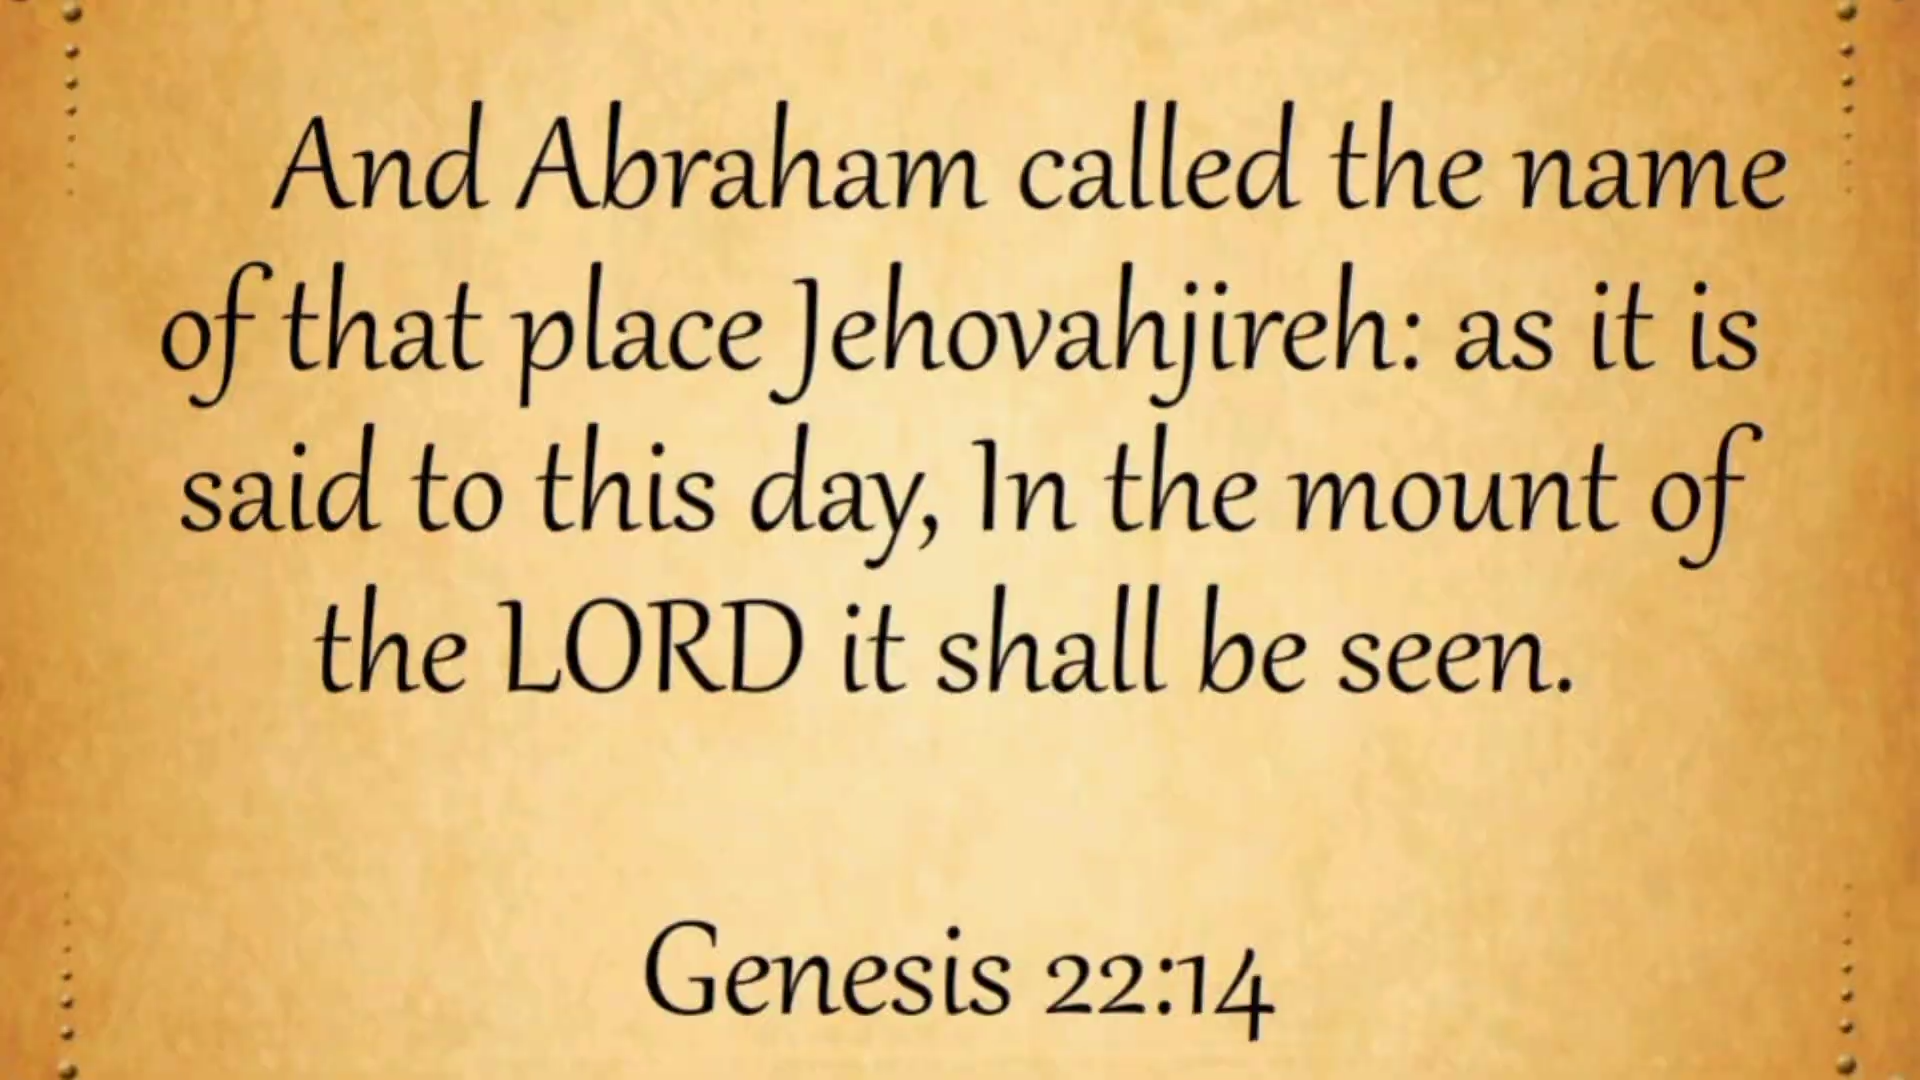 And Abraham called the name
of that place Jehovahjireh: as it is
said to this day, In the mount of
the LORD it shall be seen.
Genesis 22:14